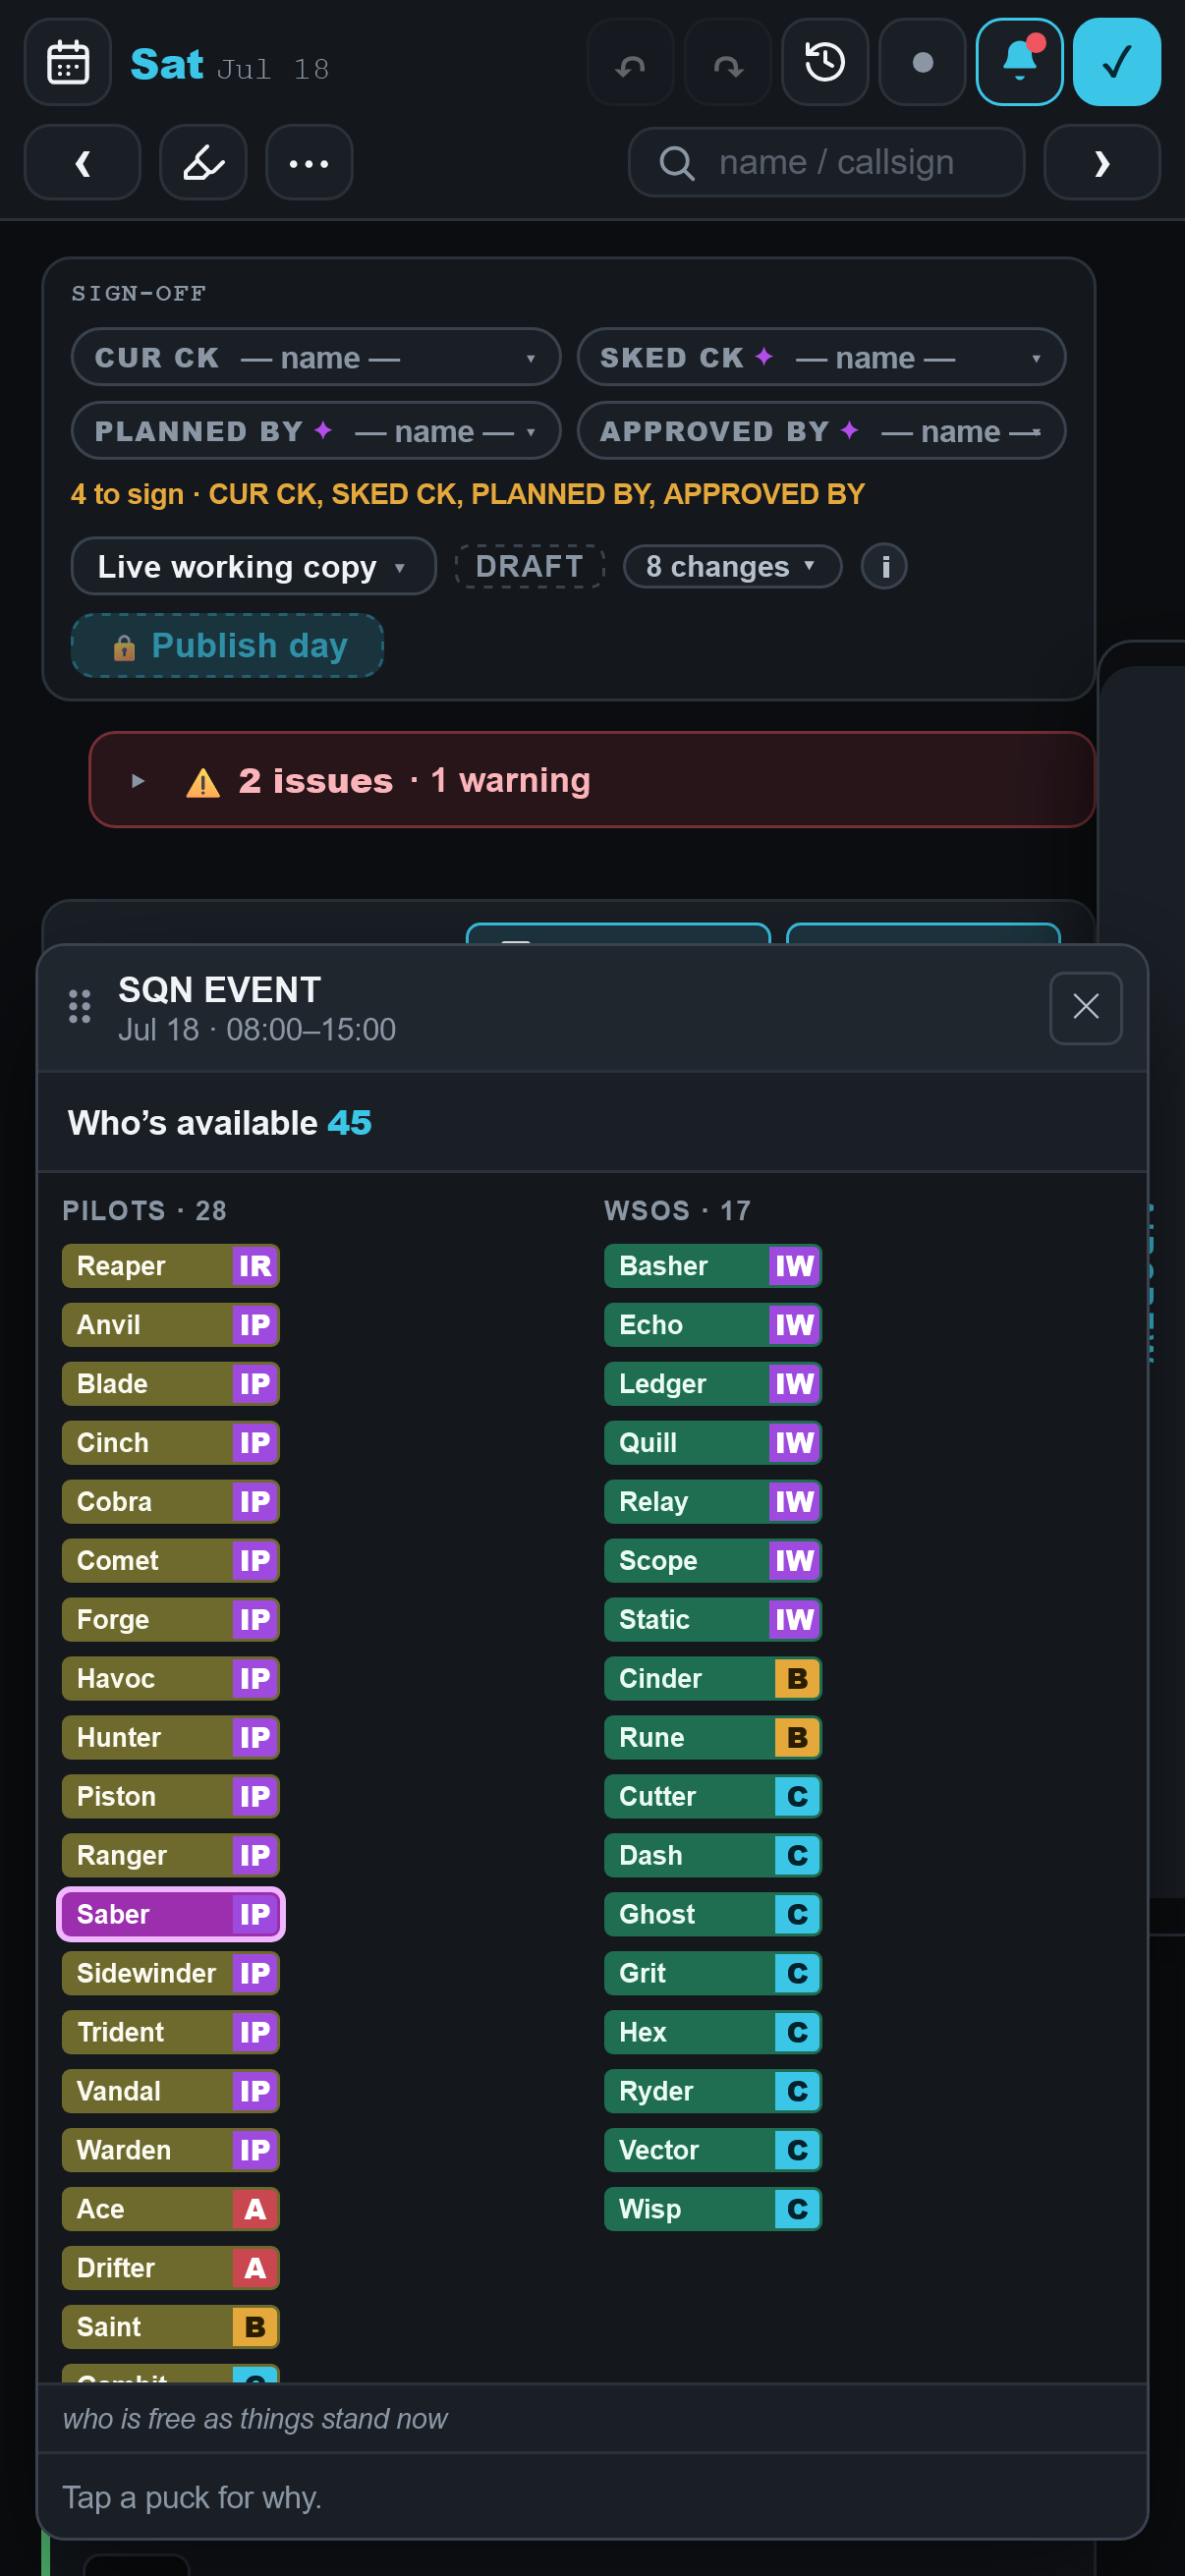 Sat Jul 18
name / callsign
SIGN-OFF
CUR CK — name —
SKED CK ✦ — name —
PLANNED BY ✦ — name —
APPROVED BY ✦ — name —
4 to sign · CUR CK, SKED CK, PLANNED BY, APPROVED BY
Live working copy
DRAFT
8 changes
i
Publish day
2 issues · 1 warning
SQN EVENT
Jul 18 · 08:00–15:00
Who’s available 45
PILOTS · 28
Reaper IR
Anvil IP
Blade IP
Cinch IP
Cobra IP
Comet IP
Forge IP
Havoc IP
Hunter IP
Piston IP
Ranger IP
Saber IP
Sidewinder IP
Trident IP
Vandal IP
Warden IP
Ace A
Drifter A
Saint B
WSOS · 17
Basher IW
Echo IW
Ledger IW
Quill IW
Relay IW
Scope IW
Static IW
Cinder B
Rune B
Cutter C
Dash C
Ghost C
Grit C
Hex C
Ryder C
Vector C
Wisp C
who is free as things stand now
Tap a puck for why.